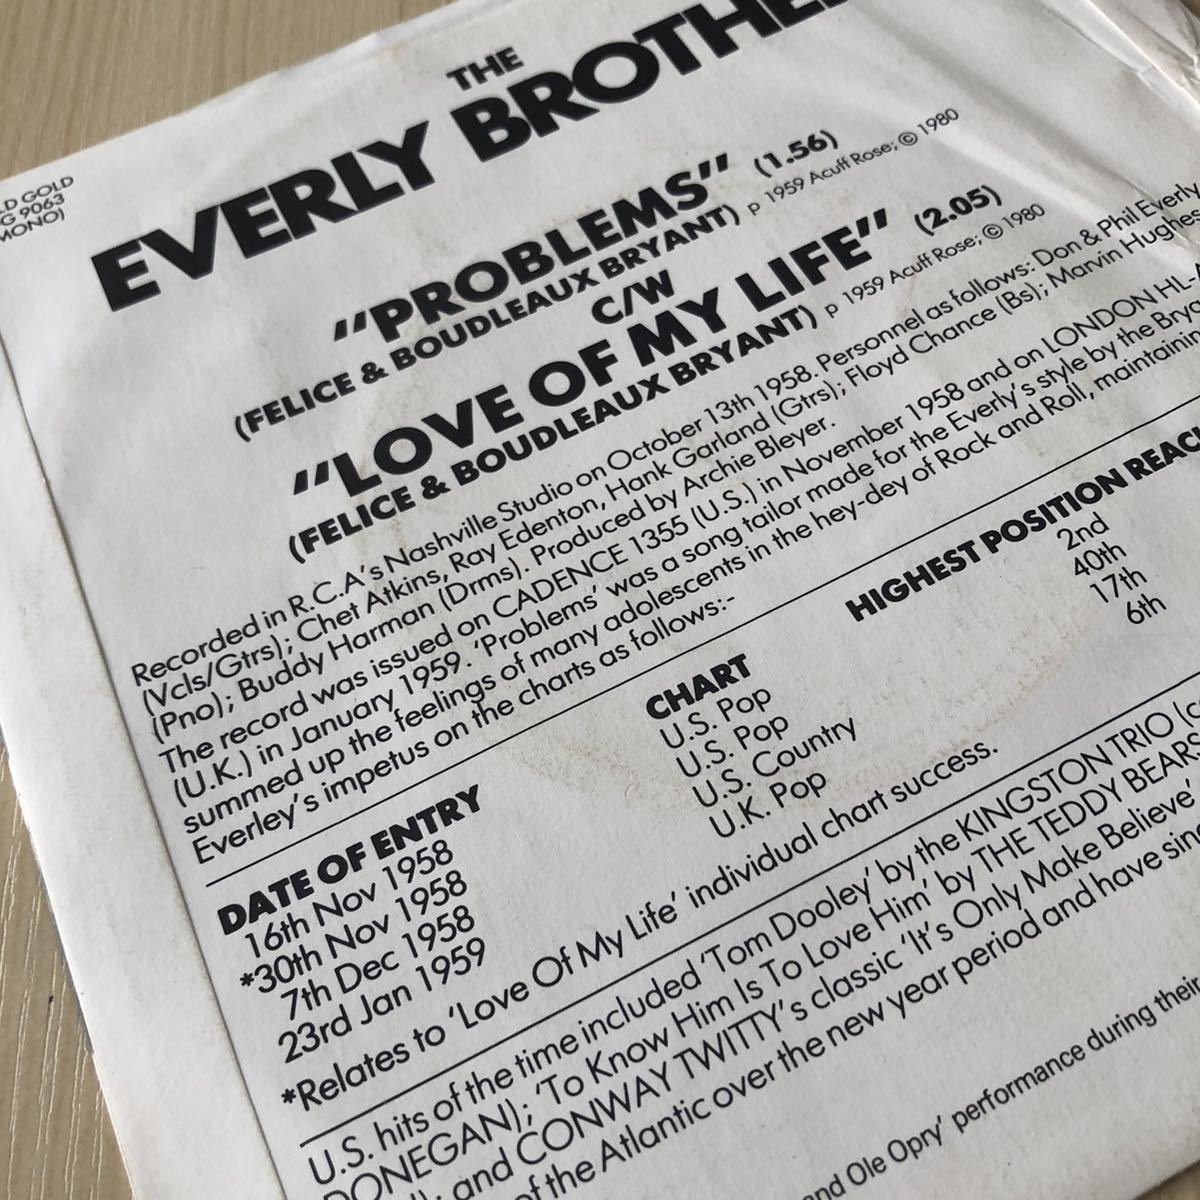 THE
EVERLY
LD GOLD
G 9063
MONO)
"PROBLEMS" (1.56)
(FELICE & BOUDLEAUX BRYANT) p 1959 Acuff Rose; © 1980
C/W
"LOVE OF MY LIFE" (2.05)
(FELICE & BOUDLEAUX BRYANT) p 1959 Acuff Rose; © 1980
Recorded in R.C.A's Nashville Studio on October 13th 1958. Personnel as follows: Don & Phil Everly
(Vcls/Gtrs); Chet Atkins, Ray Edenton, Hank Garland (Gtrs); Floyd Chance (Bs); Marvin Hughes
(Pno); Buddy Harman (Drms). Produced by Archie Bleyer.
The record was issued on CADENCE 1355 (U.S.) in November 1958 and on LONDON HL-A
(U.K.) in January 1959. 'Problems' was a song tailor made for the Everly's style by the Brya
summed up the feelings of many adolescents in the hey-dey of Rock and Roll, maintaining
Everley's impetus on the charts as follows:-
DATE OF ENTRY CHART HIGHEST POSITION REACH
16th Nov 1958 U.S. Pop 2nd
*30th Nov 1958 U.S. Pop 40th
7th Dec 1958 U.S. Country 17th
23rd Jan 1959 U.K. Pop 6th
*Relates to 'Love Of My Life' individual chart success.
U.S. hits of the time included 'Tom Dooley' by the KINGSTON TRIO (c
DONEGAN); 'To Know Him Is To Love Him' by THE TEDDY BEARS
and CONWAY TWITTY's classic 'It's Only Make Believe'
of the Atlantic over the new year period and have sin
nd Ole Opry' performance during their